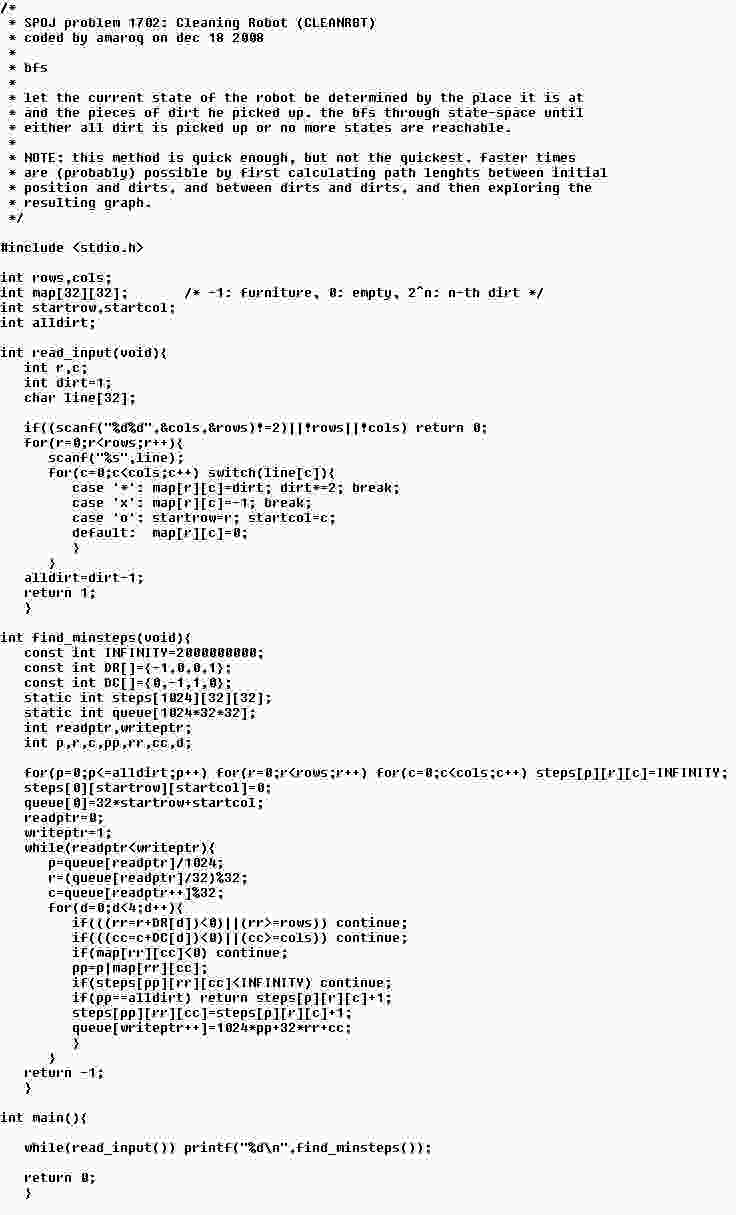 /*
 * SPOJ problem 1702: Cleaning Robot (CLEANROT)
 * coded by amaroq on dec 18 2008
 *
 * bfs
 *
 * let the current state of the robot be determined by the place it is at
 * and the pieces of dirt he picked up. the bfs through state-space until
 * either all dirt is picked up or no more states are reachable.
 *
 * NOTE: this method is quick enough, but not the quickest. faster times
 * are (probably) possible by first calculating path lenghts between initial
 * position and dirts, and between dirts and dirts, and then exploring the
 * resulting graph.
 */

#include <stdio.h>

int rows,cols;
int map[32][32];       /* -1: furniture, 0: empty, 2^n: n-th dirt */
int startrow,startcol;
int alldirt;

int read_input(void){
   int r,c;
   int dirt=1;
   char line[32];

   if((scanf("%d%d",&cols,&rows)!=2)||!rows||!cols) return 0;
   for(r=0;r<rows;r++){
      scanf("%s",line);
      for(c=0;c<cols;c++) switch(line[c]){
         case '*': map[r][c]=dirt; dirt*=2; break;
         case 'x': map[r][c]=-1; break;
         case 'o': startrow=r; startcol=c;
         default:  map[r][c]=0;
         }
      }
   alldirt=dirt-1;
   return 1;
   }

int find_minsteps(void){
   const int INFINITY=2000000000;
   const int DR[]={-1,0,0,1};
   const int DC[]={0,-1,1,0};
   static int steps[1024][32][32];
   static int queue[1024*32*32];
   int readptr,writeptr;
   int p,r,c,pp,rr,cc,d;

   for(p=0;p<=alldirt;p++) for(r=0;r<rows;r++) for(c=0;c<cols;c++) steps[p][r][c]=INFINITY;
   steps[0][startrow][startcol]=0;
   queue[0]=32*startrow+startcol;
   readptr=0;
   writeptr=1;
   while(readptr<writeptr){
      p=queue[readptr]/1024;
      r=(queue[readptr]/32)%32;
      c=queue[readptr++]%32;
      for(d=0;d<4;d++){
         if(((rr=r+DR[d])<0)||(rr>=rows)) continue;
         if(((cc=c+DC[d])<0)||(cc>=cols)) continue;
         if(map[rr][cc]<0) continue;
         pp=p|map[rr][cc];
         if(steps[pp][rr][cc]<INFINITY) continue;
         if(pp==alldirt) return steps[p][r][c]+1;
         steps[pp][rr][cc]=steps[p][r][c]+1;
         queue[writeptr++]=1024*pp+32*rr+cc;
         }
      }
   return -1;
   }

int main(){

   while(read_input()) printf("%d\n",find_minsteps());

   return 0;
   }